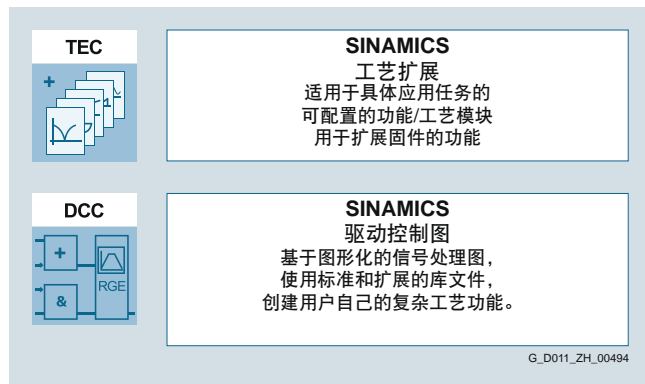 TEC
+
SINAMICS
工艺扩展
适用于具体应用任务的
可配置的功能/工艺模块
用于扩展固件的功能
DCC
+
&
RGE
SINAMICS
驱动控制图
基于图形化的信号处理图，
使用标准和扩展的库文件，
创建用户自己的复杂工艺功能。
G_D011_ZH_00494